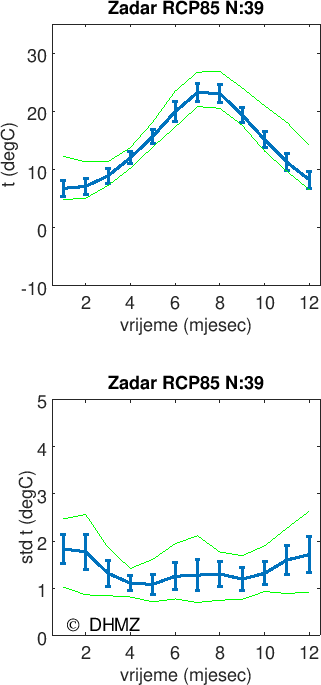 Zadar RCP85 N:39
30
20
10
0
-10
t (degC)
2 4 6 8 10 12
vrijeme (mjesec)
Zadar RCP85 N:39
5
4
3
2
1
0
std t (degC)
© DHMZ
2 4 6 8 10 12
vrijeme (mjesec)